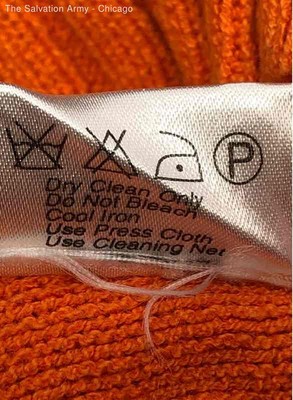 The Salvation Army - Chicago
P
Dry Clean Only
Do Not Bleach
Cool Iron
Use Press Cloth
Use Cleaning Net